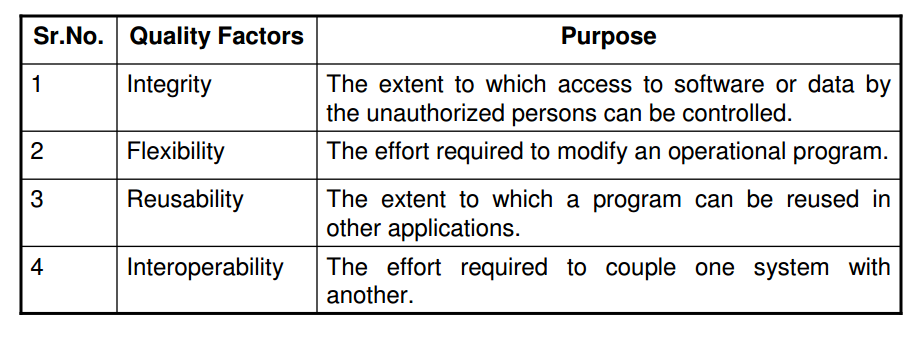 Sr.No. Quality Factors Purpose
1 Integrity The extent to which access to software or data by
the unauthorized persons can be controlled.
2 Flexibility The effort required to modify an operational program.
3 Reusability The extent to which a program can be reused in
other applications.
4 Interoperability The effort required to couple one system with
another.